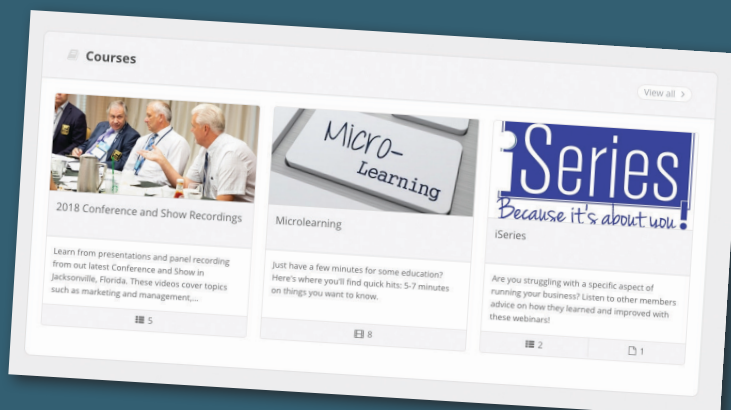 Courses
View all >
Micro-
Learning
iSeries
Because it's about you!
2018 Conference and Show Recordings
Microlearning
iSeries
Learn from presentations and panel recording
from out latest Conference and Show in
Jacksonville, Florida. These videos cover topics
such as marketing and management,...
Just have a few minutes for some education?
Here's where you'll find quick hits: 5-7 minutes
on things you want to know.
Are you struggling with a specific aspect of
running your business? Listen to other members
advice on how they learned and improved with
these webinars!
5
8
2
1